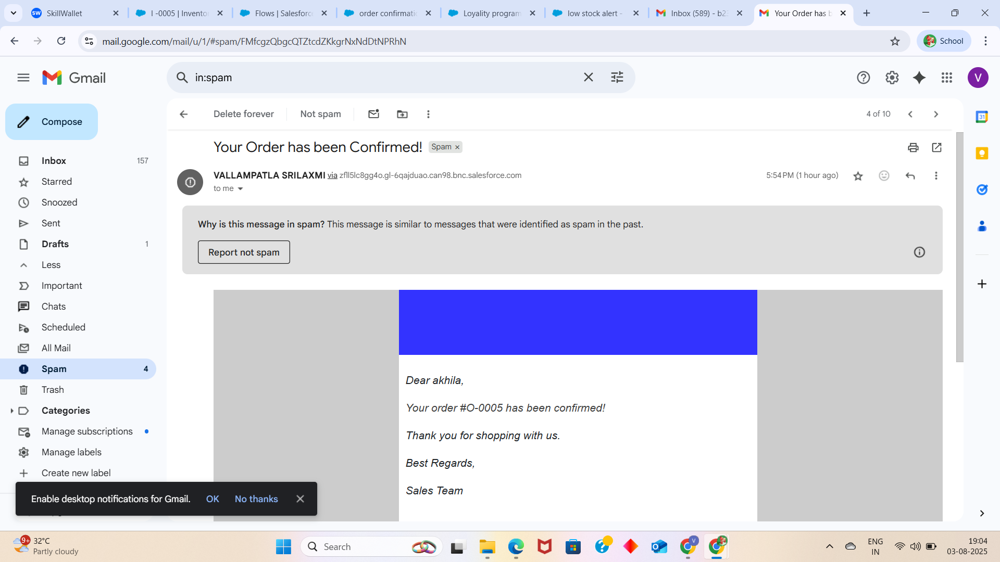 SkillWallet
I -0005 | Inventor
Flows | Salesforce
order confirmatio
Loyality program
low stock alert -
Inbox (589) - b23
Your Order has b
mail.google.com/mail/u/1/#spam/FMfcgzQbgcQTZtcdZKkgrNxNdDtNPRhN
School
Gmail
in:spam
V
Compose
Delete forever
Not spam
4 of 10
Your Order has been Confirmed!
Spam ×
VALLAMPATLA SRILAXMI via zfll5lc8gg4o.gl-6qajduao.can98.bnc.salesforce.com
5:54 PM (1 hour ago)
to me
Why is this message in spam? This message is similar to messages that were identified as spam in the past.
Report not spam
Inbox 157
Starred
Snoozed
Sent
Drafts 1
Less
Important
Chats
Scheduled
All Mail
Spam 4
Trash
Categories
Manage subscriptions
Manage labels
Create new label
Dear akhila,
Your order #O-0005 has been confirmed!
Thank you for shopping with us.
Best Regards,
Sales Team
Enable desktop notifications for Gmail. OK No thanks
31
9+
32°C
Partly cloudy
Search
V
ENG
IN
19:04
03-08-2025